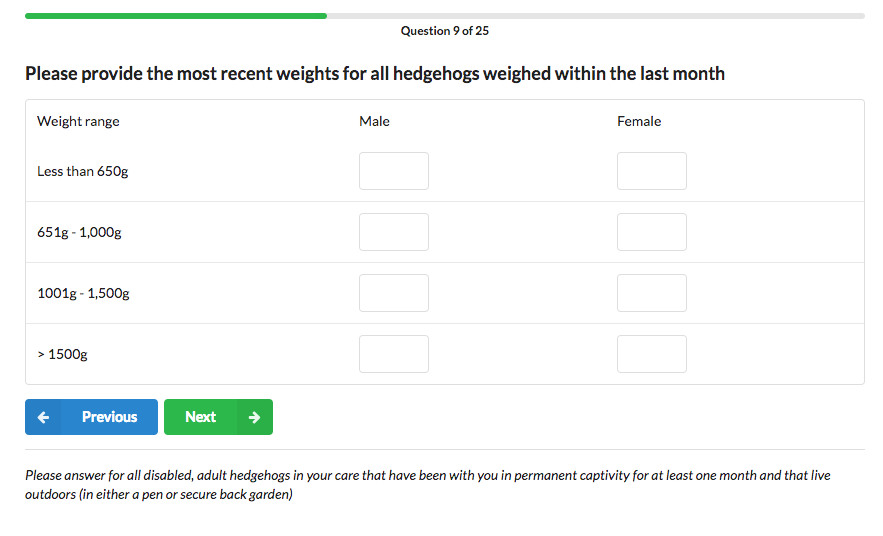 Question 9 of 25
Please provide the most recent weights for all hedgehogs weighed within the last month
Weight range Male Female
Less than 650g
651g - 1,000g
1001g - 1,500g
> 1500g
Previous Next
Please answer for all disabled, adult hedgehogs in your care that have been with you in permanent captivity for at least one month and that live
outdoors (in either a pen or secure back garden)